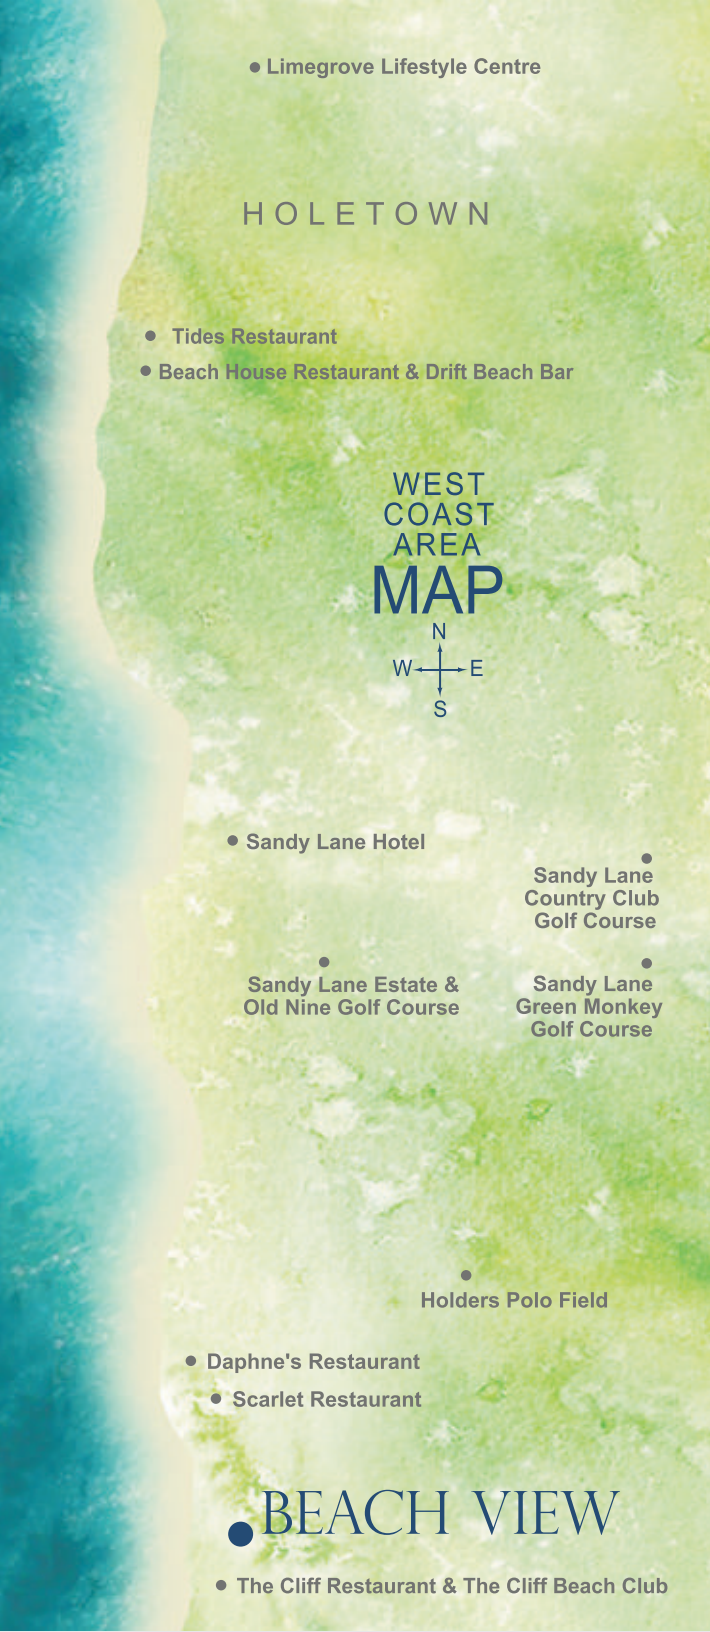 Limegrove Lifestyle Centre
HOLETOWN
Tides Restaurant
Beach House Restaurant & Drift Beach Bar
WEST
COAST
AREA
MAP
N
W E
S
Sandy Lane Hotel
Sandy Lane
Country Club
Golf Course
Sandy Lane Estate &
Old Nine Golf Course
Sandy Lane
Green Monkey
Golf Course
Holders Polo Field
Daphne's Restaurant
Scarlet Restaurant
BEACH VIEW
The Cliff Restaurant & The Cliff Beach Club